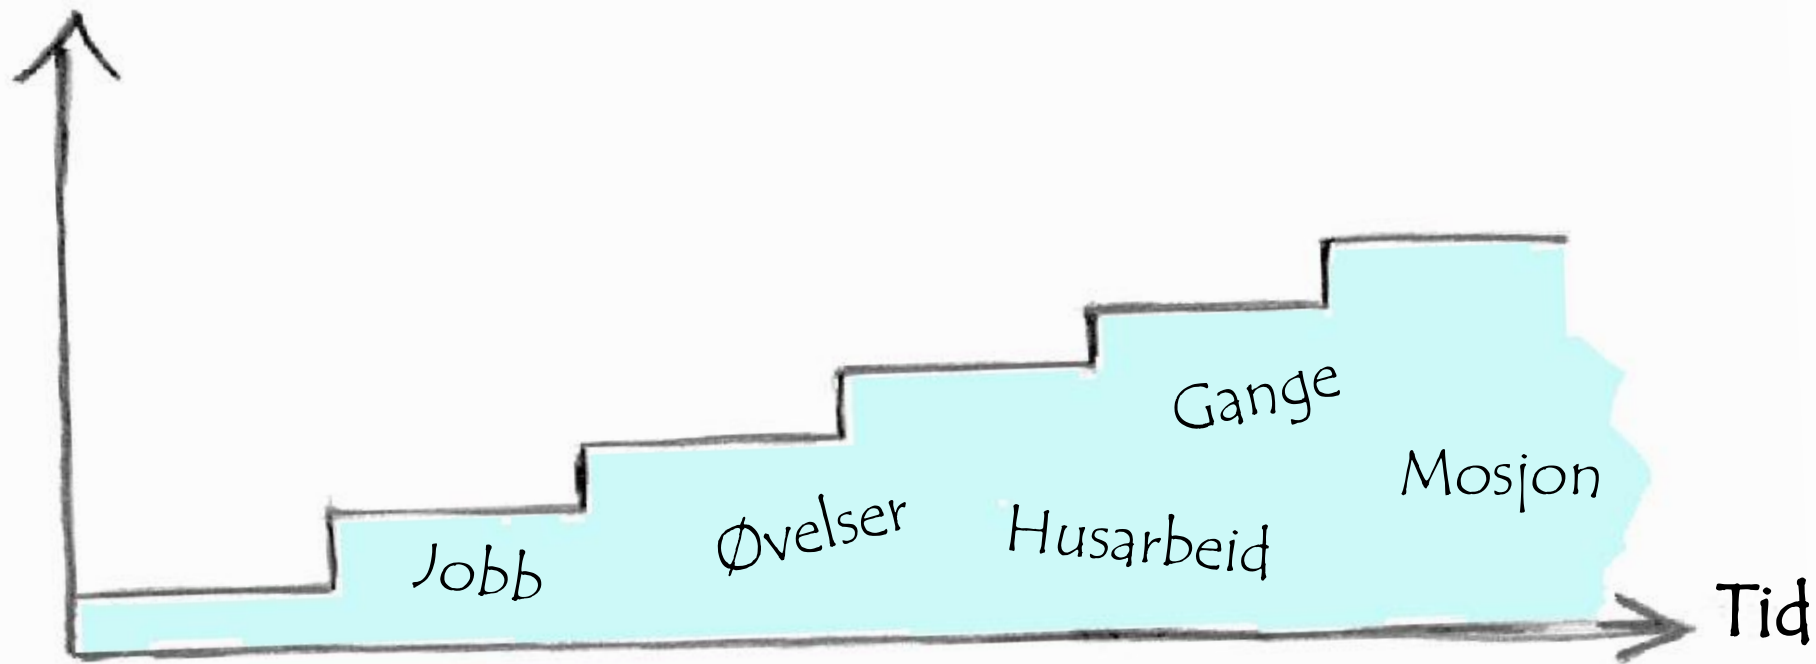 Jobb
Øvelser
Husarbeid
Gange
Mosjon
Tid